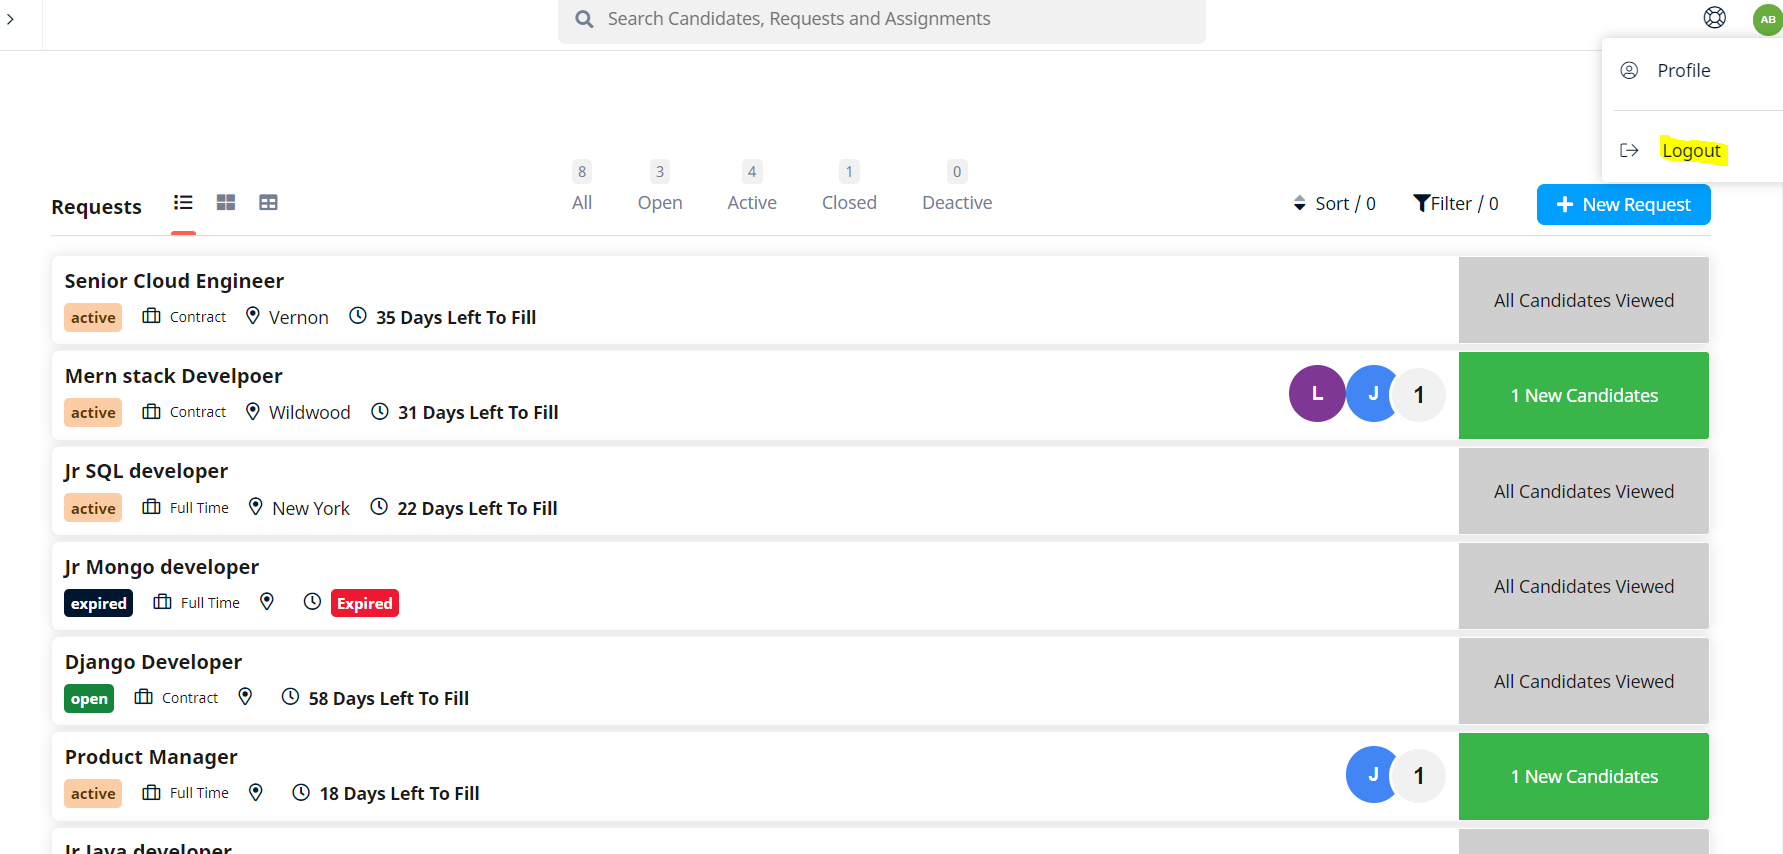 Search Candidates, Requests and Assignments
AB
Profile
Logout
8 3 4 1 0
Requests All Open Active Closed Deactive Sort / 0 Filter / 0 New Request
Senior Cloud Engineer
active Contract Vernon 35 Days Left To Fill
All Candidates Viewed
Mern stack Develpoer
active Contract Wildwood 31 Days Left To Fill
L J 1
1 New Candidates
Jr SQL developer
active Full Time New York 22 Days Left To Fill
All Candidates Viewed
Jr Mongo developer
expired Full Time Expired
All Candidates Viewed
Django Developer
open Contract 58 Days Left To Fill
All Candidates Viewed
Product Manager
active Full Time 18 Days Left To Fill
J 1
1 New Candidates
Jr Java developer